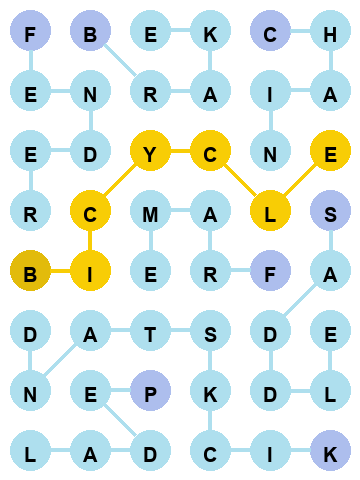 F B E K C H
E N R A I A
E D Y C N E
R C M A L S
B I E R F A
D A T S D E
N E P K D L
L A D C I K